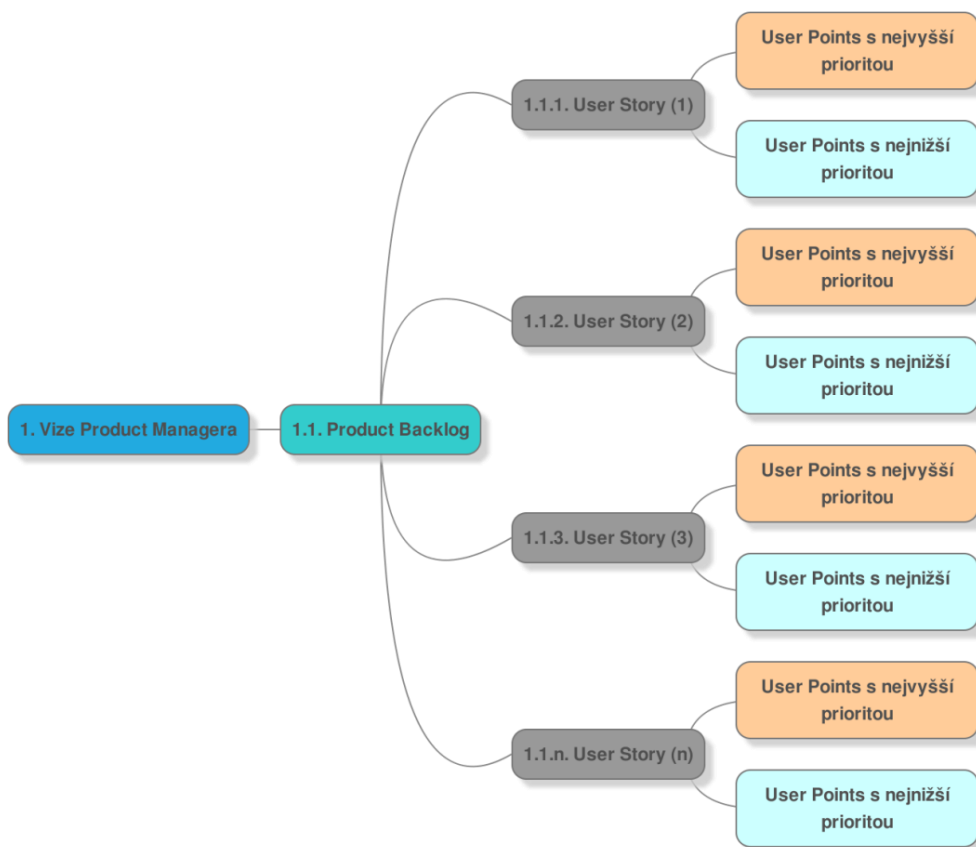 1. Vize Product Managera
1.1. Product Backlog
1.1.1. User Story (1)
User Points s nejvyšší
prioritou
User Points s nejnižší
prioritou
1.1.2. User Story (2)
User Points s nejvyšší
prioritou
User Points s nejnižší
prioritou
1.1.3. User Story (3)
User Points s nejvyšší
prioritou
User Points s nejnižší
prioritou
1.1.n. User Story (n)
User Points s nejvyšší
prioritou
User Points s nejnižší
prioritou